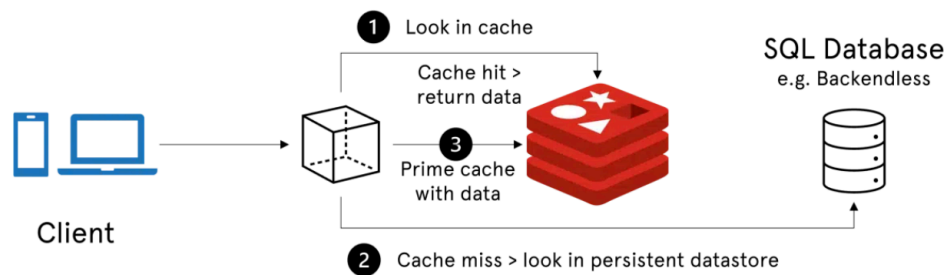 1 Look in cache
Cache hit >
return data
SQL Database
e.g. Backendless
3
Prime cache
with data
Client
2 Cache miss > look in persistent datastore